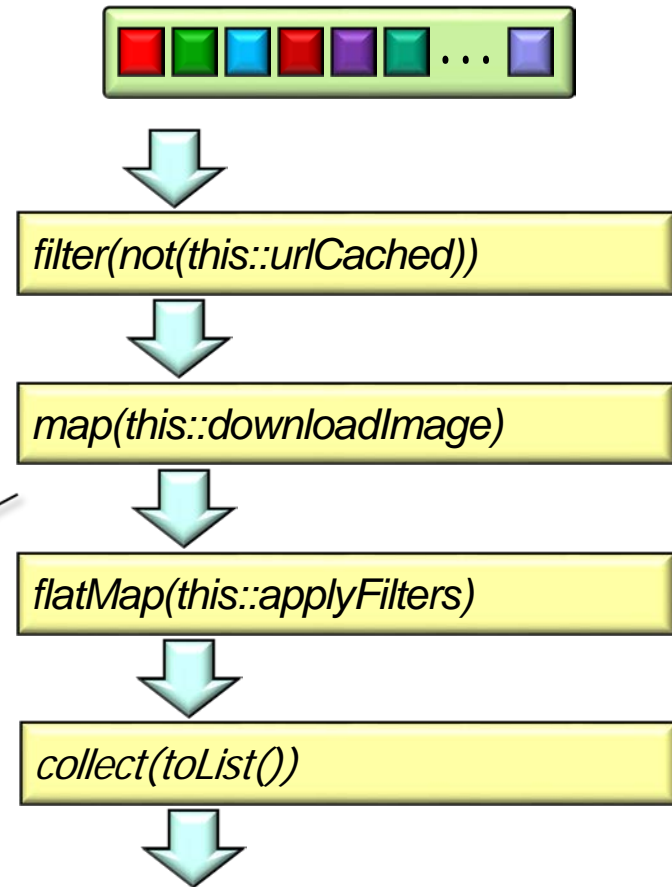 ...
filter(not(this::urlCached))
map(this::downloadImage)
flatMap(this::applyFilters)
collect(toList())